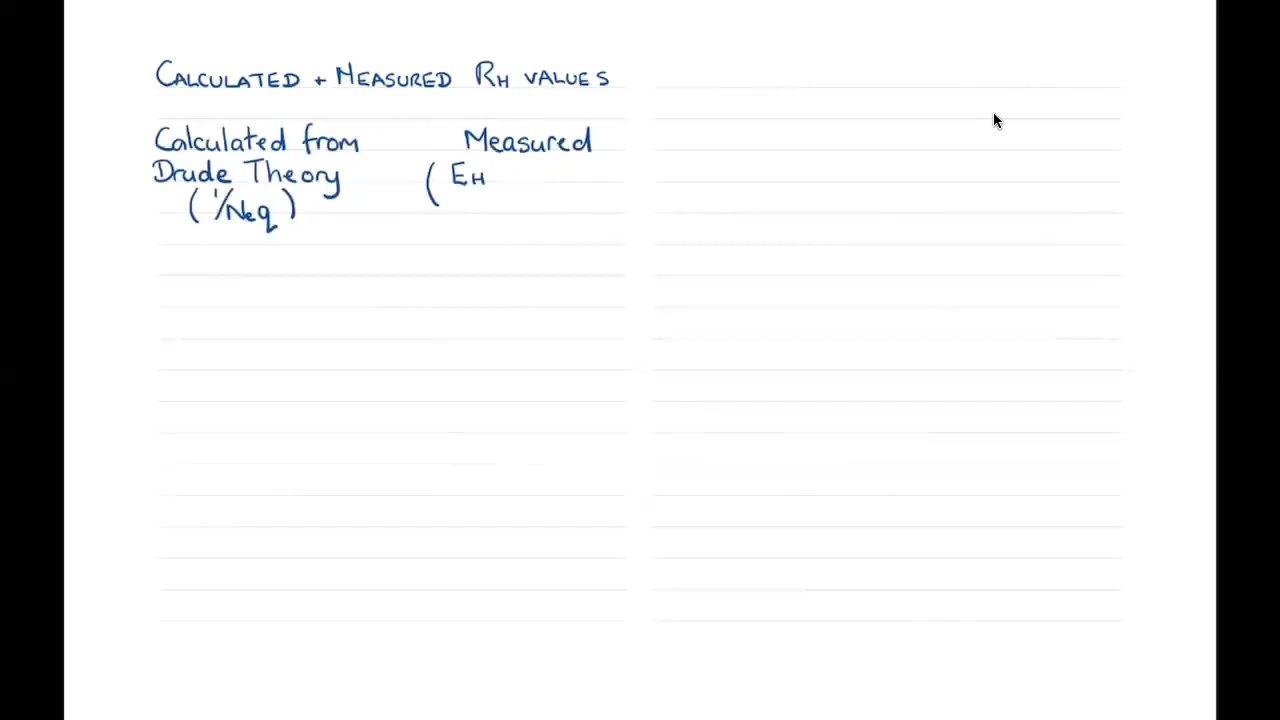 CALCULATED + MEASURED RH VALUES
Calculated from Measured
Drude Theory ( EH
( 1/Neq )